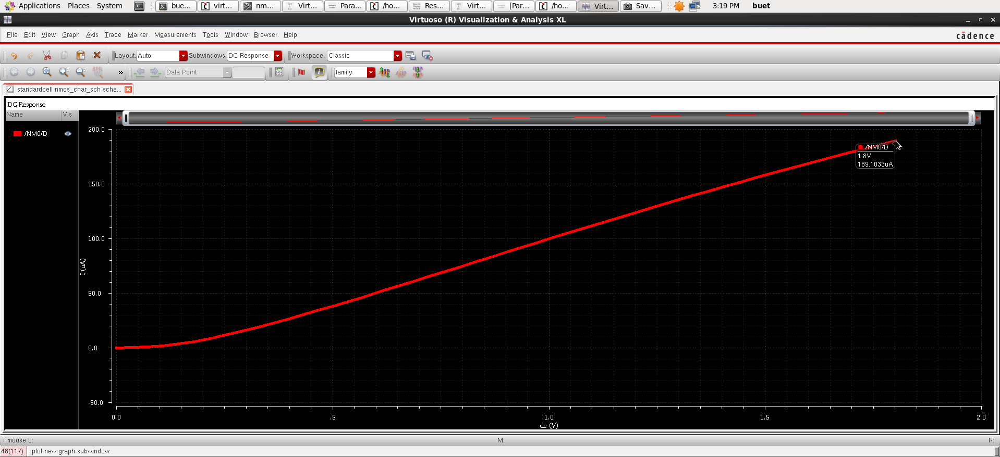 Applications Places System bue... virt... nm... Virt... Para... /ho... Res... Virt... [Par... /ho... Virt... Sav... 3:19 PM buet
Virtuoso (R) Visualization & Analysis XL
File Edit View Graph Axis Trace Marker Measurements Tools Window Browser Help
cādence
Layout: Auto Subwindows: DC Response Workspace: Classic
» Data Point family
standardcell nmos_char_sch sche...
DC Response
Name Vis
/NM0/D
200.0
150.0
100.0
50.0
0.0
-50.0
I (uA)
/NM0/D
1.8V
189.1033uA
0.0 .5 1.0 1.5 2.0
dc (V)
mouse L: M: R:
48(117) plot new graph subwindow